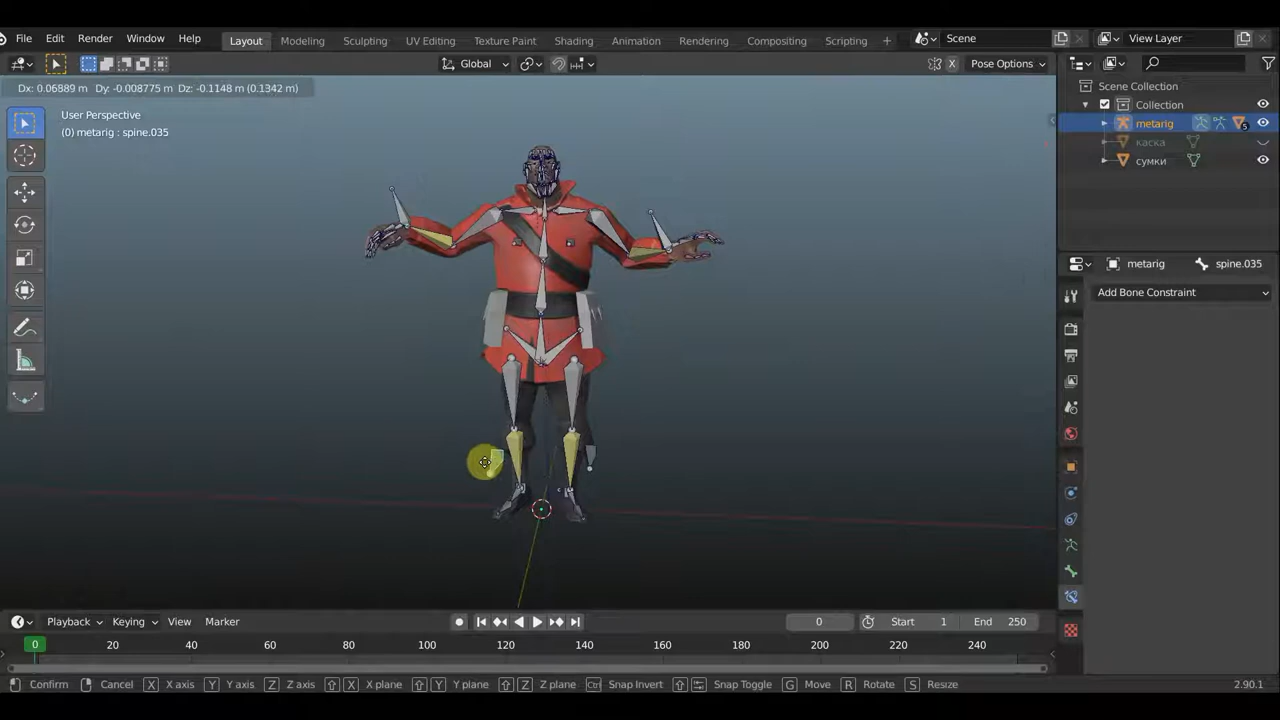 File Edit Render Window Help Layout Modeling Sculpting UV Editing Texture Paint Shading Animation Rendering Compositing Scripting + Scene View Layer
Global X Pose Options
Dx: 0.06889 m Dy: -0.008775 m Dz: -0.1148 m (0.1342 m)
User Perspective
(0) metarig : spine.035
Scene Collection
Collection
metarig 5
каска
сумки
metarig spine.035
Add Bone Constraint
Playback Keying View Marker 0 Start 1 End 250
0 20 40 60 80 100 120 140 160 180 200 220 240
Confirm Cancel X X axis Y Y axis Z Z axis X X plane Y Y plane Z Z plane Ctrl Snap Invert Snap Toggle G Move R Rotate S Resize 2.90.1